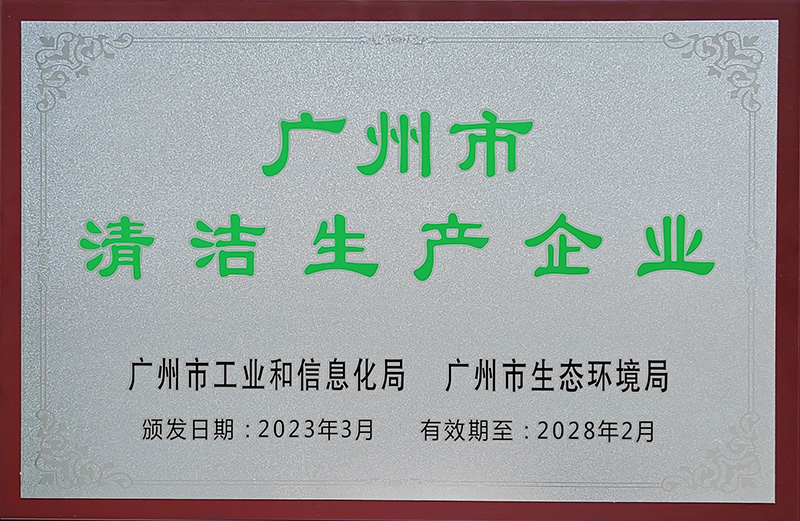 广州市
清洁生产企业
广州市工业和信息化局 广州市生态环境局
颁发日期：2023年3月 有效期至：2028年2月